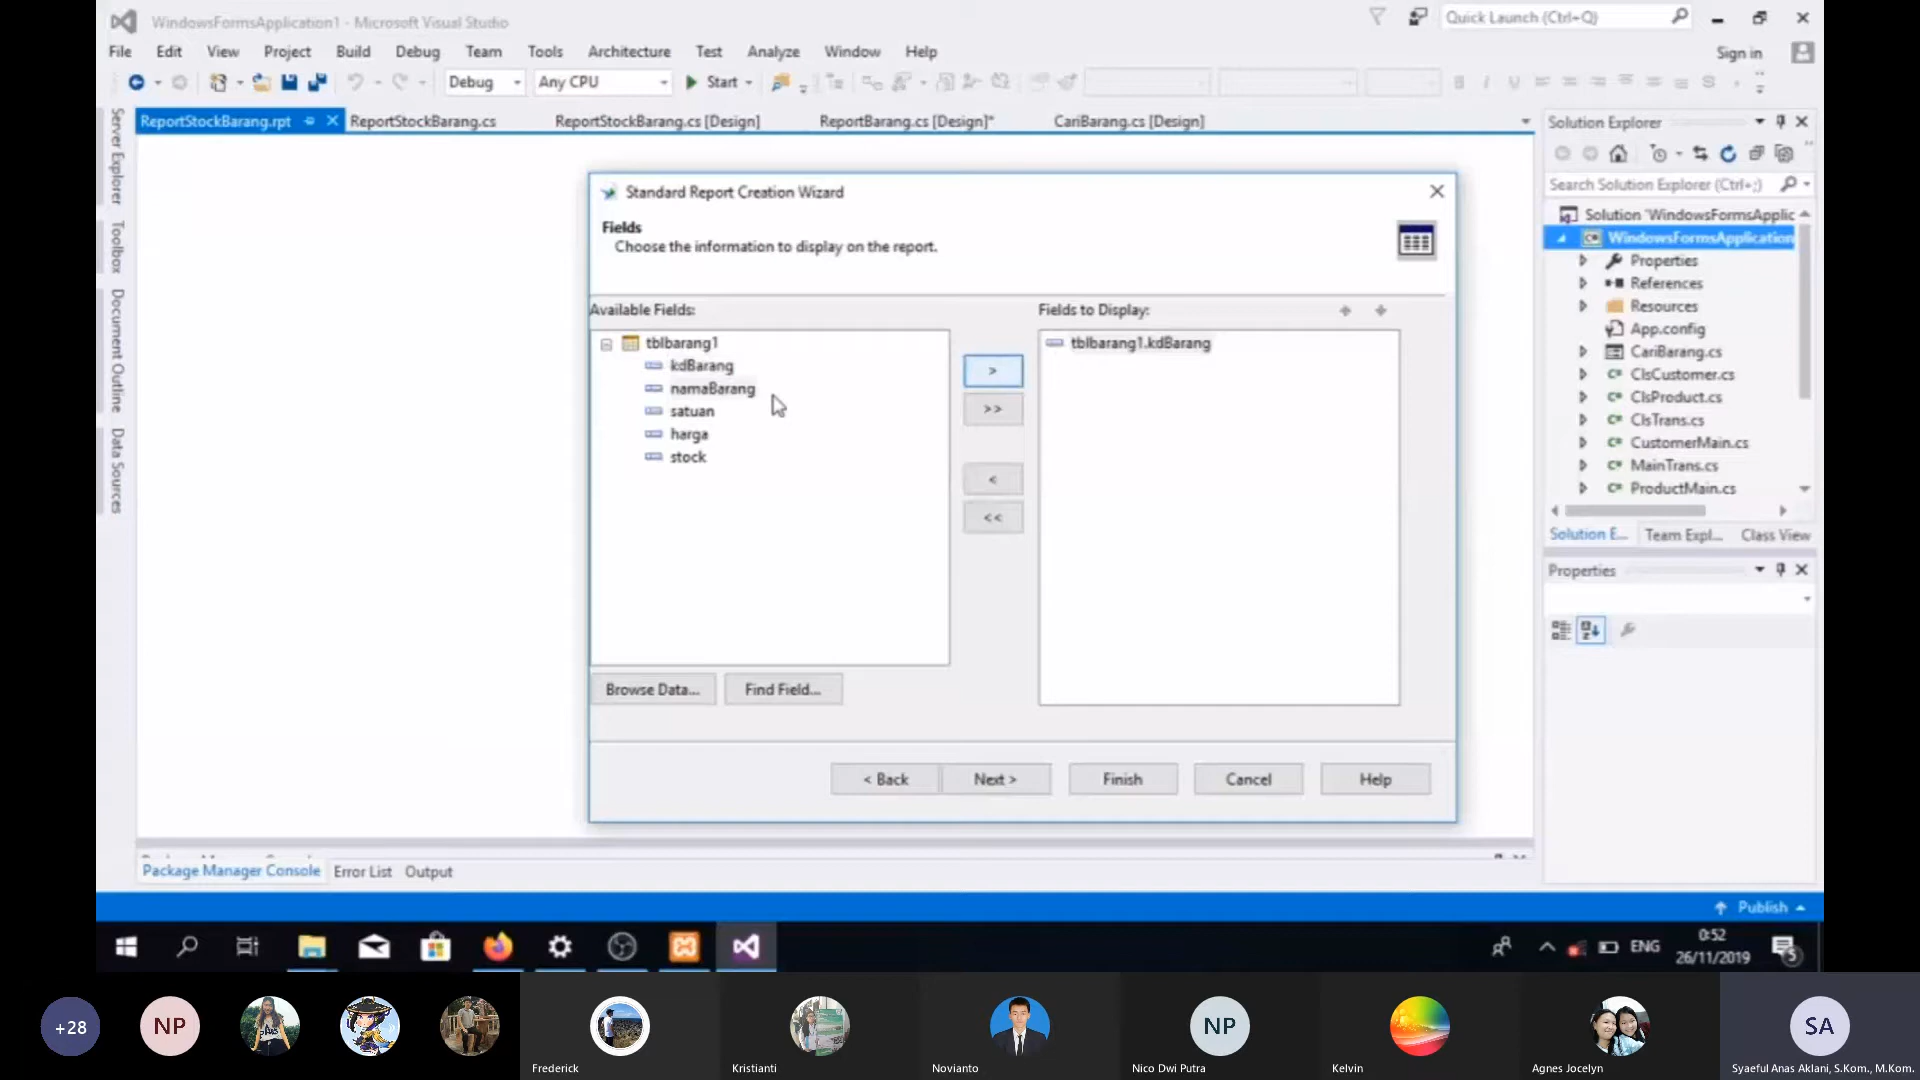 WindowsFormsApplication1 - Microsoft Visual Studio
Quick Launch (Ctrl+Q)
File Edit View Project Build Debug Team Tools Architecture Test Analyze Window Help
Sign in
Debug Any CPU Start
ReportStockBarang.rpt ReportStockBarang.cs ReportStockBarang.cs [Design] ReportBarang.cs [Design]* CariBarang.cs [Design]
Server Explorer
Toolbox
Document Outline
Data Sources
Standard Report Creation Wizard
Fields
Choose the information to display on the report.
Available Fields:
tblbarang1
kdBarang
namaBarang
satuan
harga
stock
>
>>
<
<<
Fields to Display:
tblbarang1.kdBarang
Browse Data...
Find Field...
< Back
Next >
Finish
Cancel
Help
Solution Explorer
Search Solution Explorer (Ctrl+;)
Solution 'WindowsFormsApplic
WindowsFormsApplication
Properties
References
Resources
App.config
CariBarang.cs
ClsCustomer.cs
ClsProduct.cs
ClsTrans.cs
CustomerMain.cs
MainTrans.cs
ProductMain.cs
Solution E... Team Expl... Class View
Properties
Package Manager Console Error List Output
Publish
ENG
0:52
26/11/2019
5
+28
NP
NP
SA
Frederick
Kristianti
Novianto
Nico Dwi Putra
Kelvin
Agnes Jocelyn
Syaeful Anas Aklani, S.Kom., M.Kom.